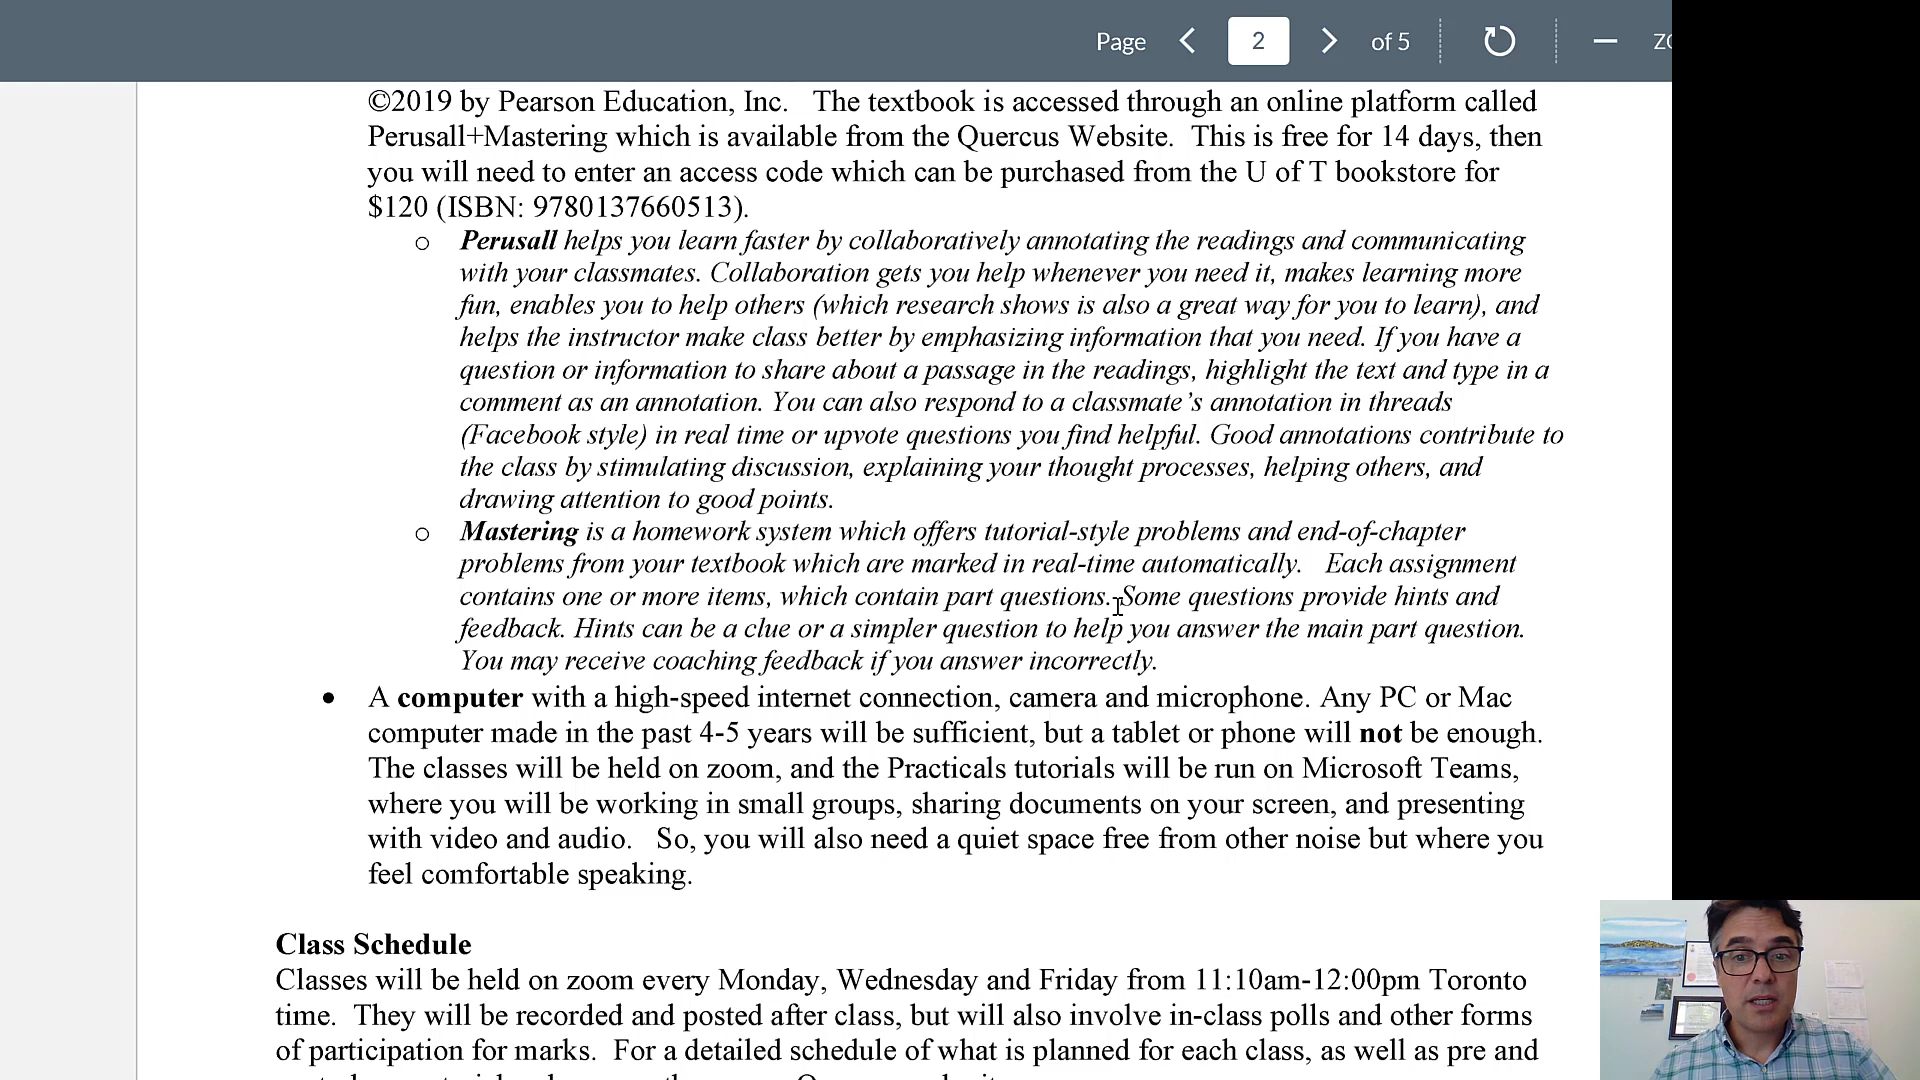 Page 2 of 5
©2019 by Pearson Education, Inc. The textbook is accessed through an online platform called
Perusall+Mastering which is available from the Quercus Website. This is free for 14 days, then
you will need to enter an access code which can be purchased from the U of T bookstore for
$120 (ISBN: 9780137660513).
o Perusall helps you learn faster by collaboratively annotating the readings and communicating
with your classmates. Collaboration gets you help whenever you need it, makes learning more
fun, enables you to help others (which research shows is also a great way for you to learn), and
helps the instructor make class better by emphasizing information that you need. If you have a
question or information to share about a passage in the readings, highlight the text and type in a
comment as an annotation. You can also respond to a classmate’s annotation in threads
(Facebook style) in real time or upvote questions you find helpful. Good annotations contribute to
the class by stimulating discussion, explaining your thought processes, helping others, and
drawing attention to good points.
o Mastering is a homework system which offers tutorial-style problems and end-of-chapter
problems from your textbook which are marked in real-time automatically. Each assignment
contains one or more items, which contain part questions. Some questions provide hints and
feedback. Hints can be a clue or a simpler question to help you answer the main part question.
You may receive coaching feedback if you answer incorrectly.
• A computer with a high-speed internet connection, camera and microphone. Any PC or Mac
computer made in the past 4-5 years will be sufficient, but a tablet or phone will not be enough.
The classes will be held on zoom, and the Practicals tutorials will be run on Microsoft Teams,
where you will be working in small groups, sharing documents on your screen, and presenting
with video and audio. So, you will also need a quiet space free from other noise but where you
feel comfortable speaking.
Class Schedule
Classes will be held on zoom every Monday, Wednesday and Friday from 11:10am-12:00pm Toronto
time. They will be recorded and posted after class, but will also involve in-class polls and other forms
of participation for marks. For a detailed schedule of what is planned for each class, as well as pre and